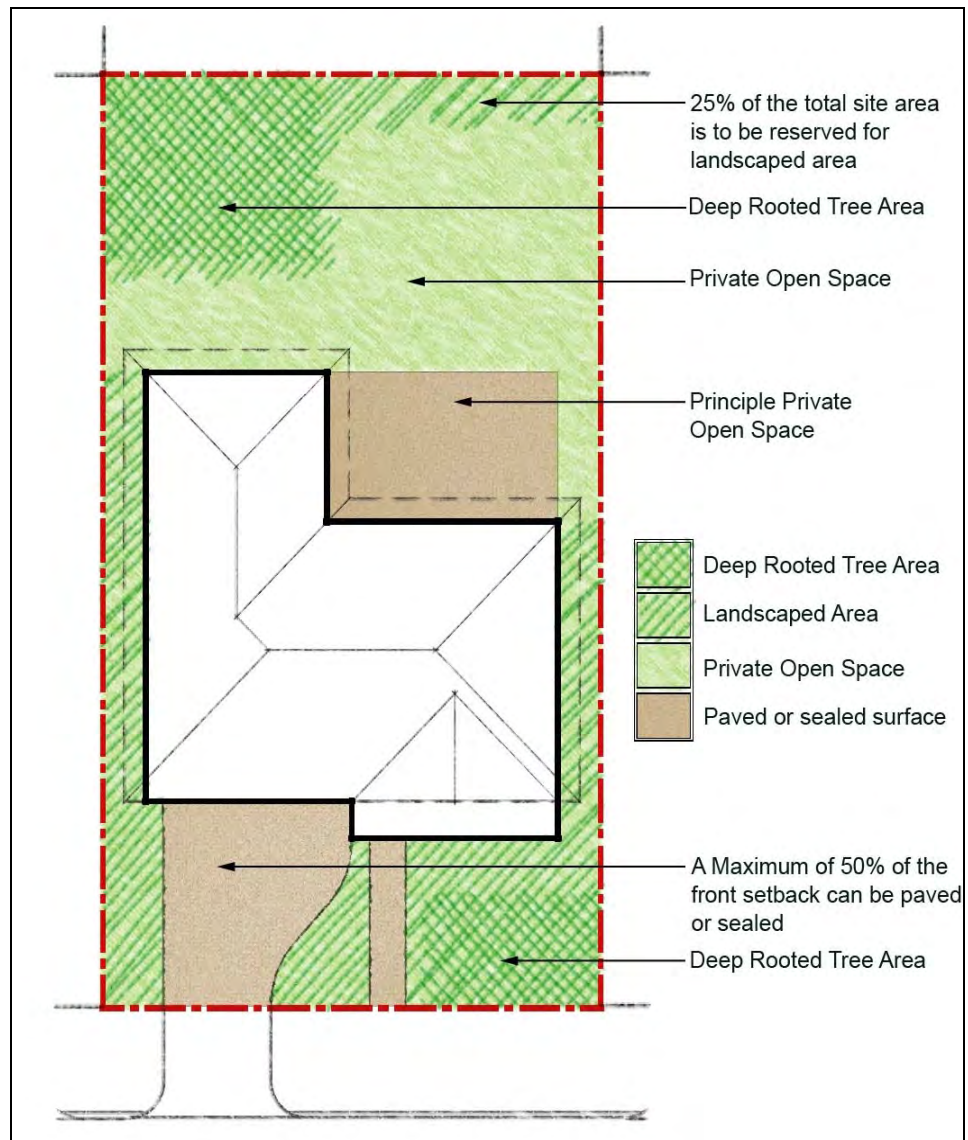 25% of the total site area
is to be reserved for
landscaped area
Deep Rooted Tree Area
Private Open Space
Principle Private
Open Space
Deep Rooted Tree Area
Landscaped Area
Private Open Space
Paved or sealed surface
A Maximum of 50% of the
front setback can be paved
or sealed
Deep Rooted Tree Area